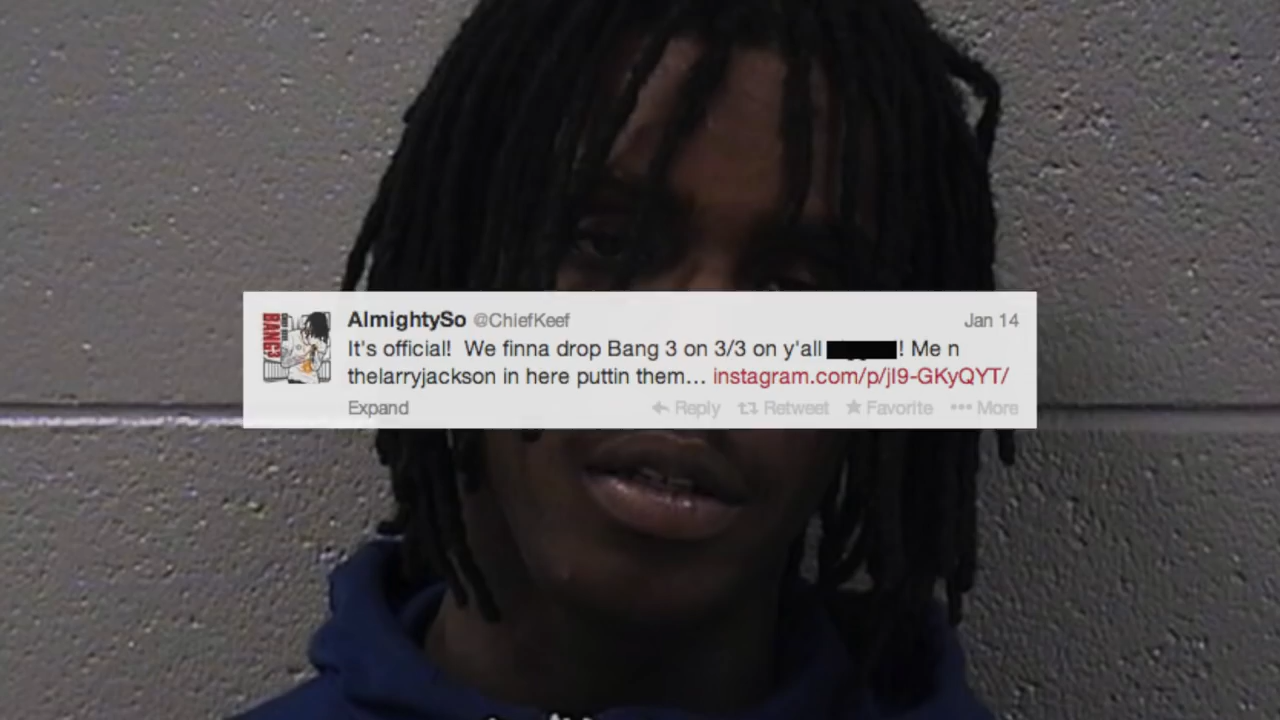 AlmightySo @ChiefKeef Jan 14
It's official! We finna drop Bang 3 on 3/3 on y'all ! Me n
thelarryjackson in here puttin them... instagram.com/p/jI9-GKyQYT/
Expand Reply Retweet Favorite More
BANG3